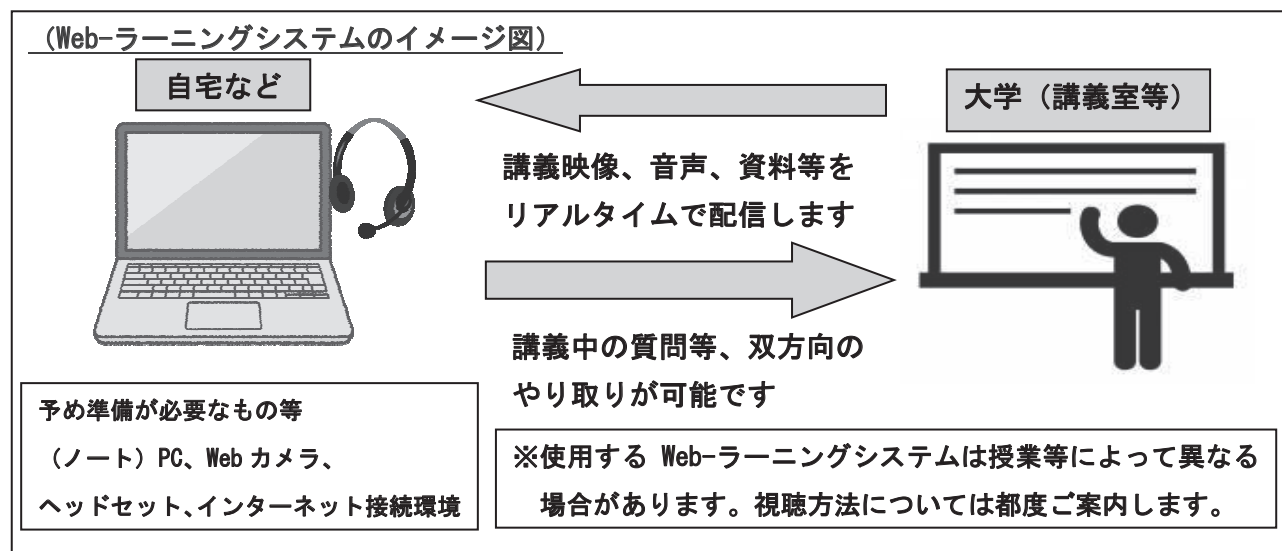 （Web-ラーニングシステムのイメージ図）
自宅など
大学（講義室等）
講義映像、音声、資料等を
リアルタイムで配信します
講義中の質問等、双方向の
やり取りが可能です
予め準備が必要なもの等
（ノート）PC、Web カメラ、
ヘッドセット、インターネット接続環境
※使用する Web-ラーニングシステムは授業等によって異なる
場合があります。視聴方法については都度ご案内します。